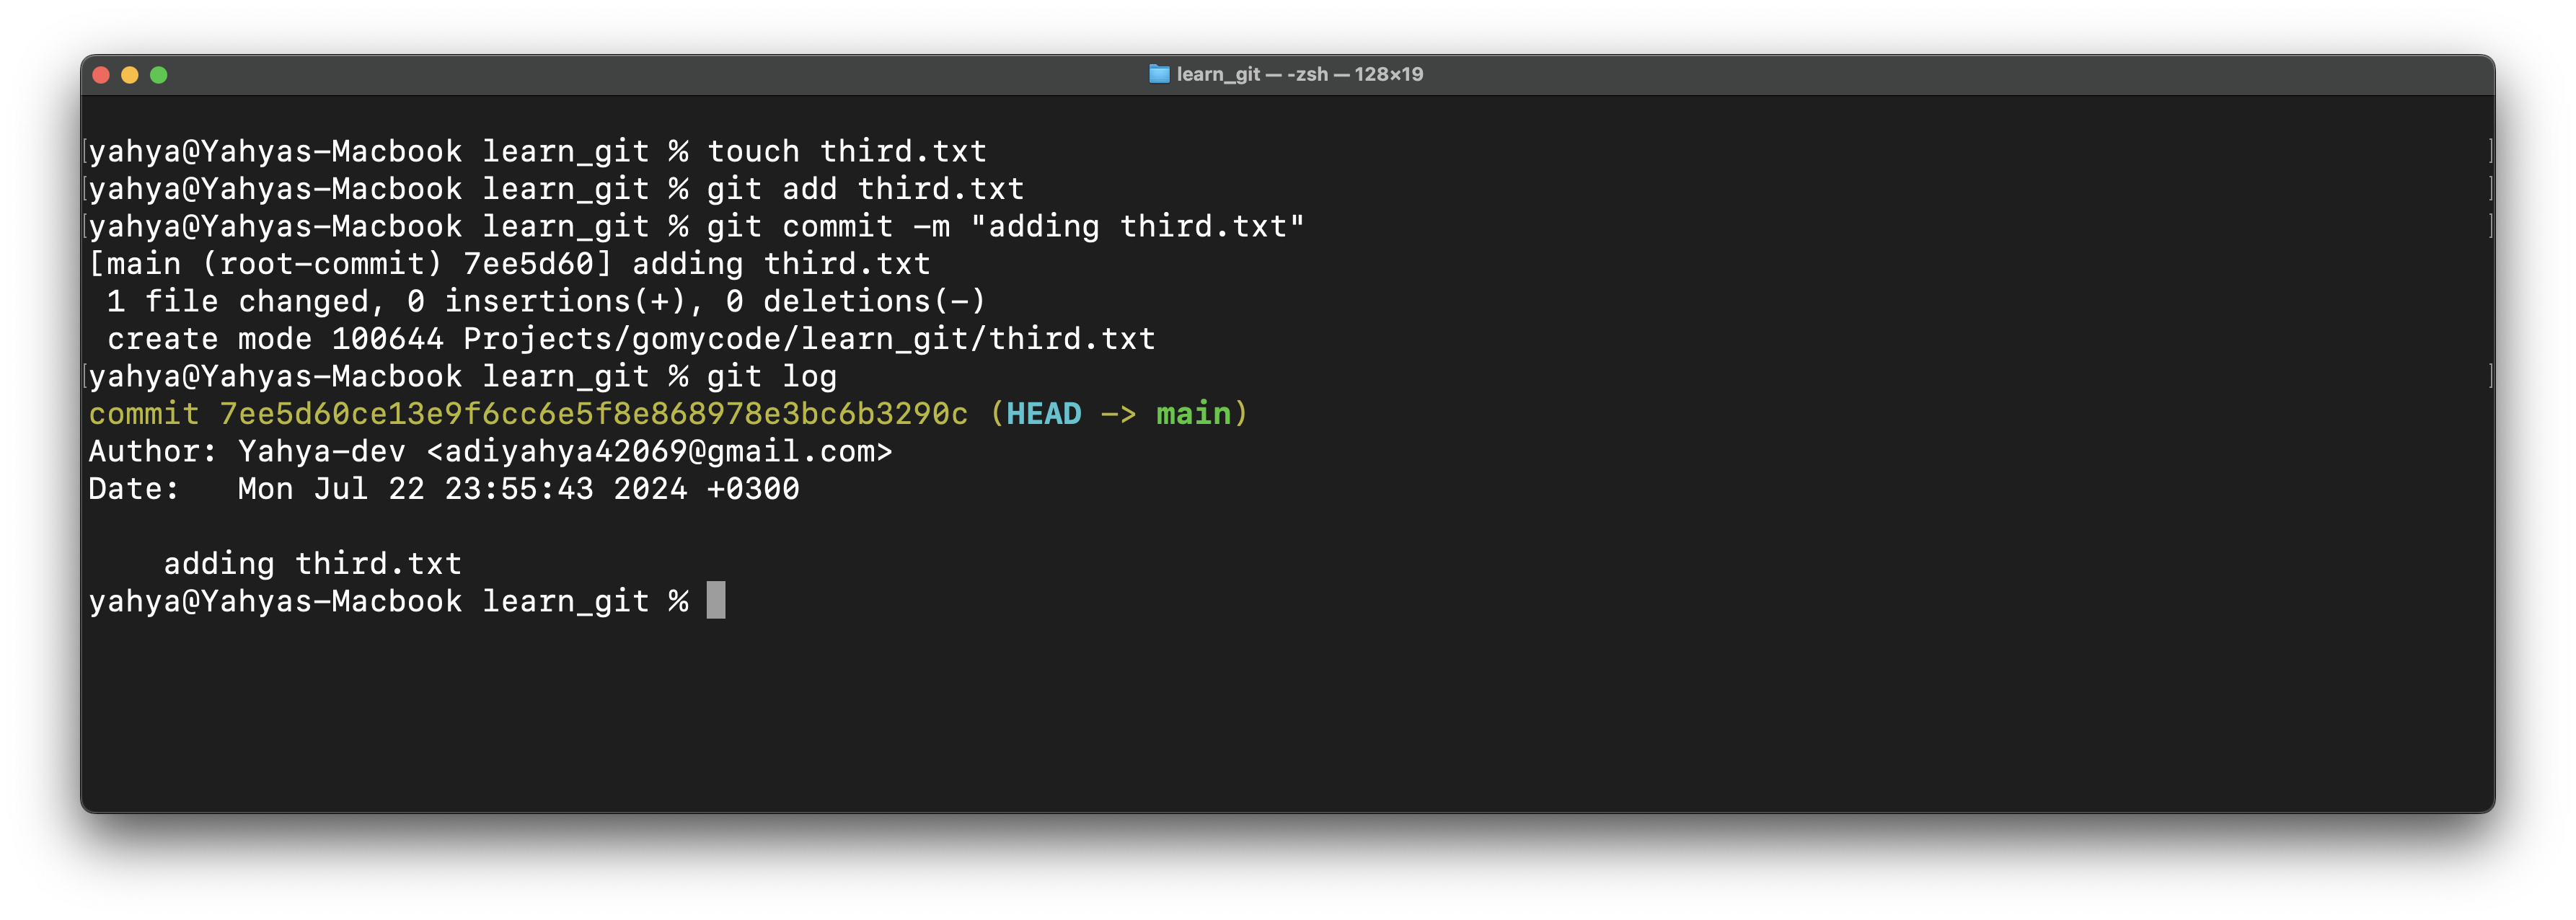 learn_git — -zsh — 128×19
yahya@Yahyas-Macbook learn_git % touch third.txt
yahya@Yahyas-Macbook learn_git % git add third.txt
yahya@Yahyas-Macbook learn_git % git commit -m "adding third.txt"
[main (root-commit) 7ee5d60] adding third.txt
 1 file changed, 0 insertions(+), 0 deletions(-)
 create mode 100644 Projects/gomycode/learn_git/third.txt
yahya@Yahyas-Macbook learn_git % git log
commit 7ee5d60ce13e9f6cc6e5f8e868978e3bc6b3290c (HEAD -> main)
Author: Yahya-dev <adiyahya42069@gmail.com>
Date:   Mon Jul 22 23:55:43 2024 +0300
    adding third.txt
yahya@Yahyas-Macbook learn_git %